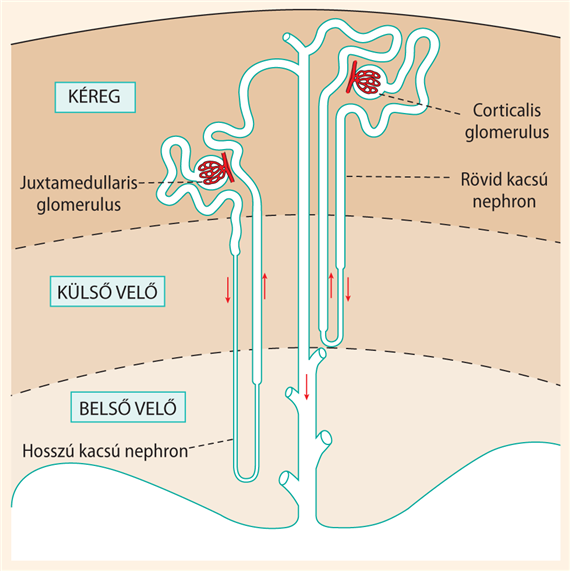 KÉREG
Corticalis
glomerulus
Juxtamedullaris
glomerulus
Rövid kacsú
nephron
KÜLSŐ VELŐ
BELSŐ VELŐ
Hosszú kacsú nephron